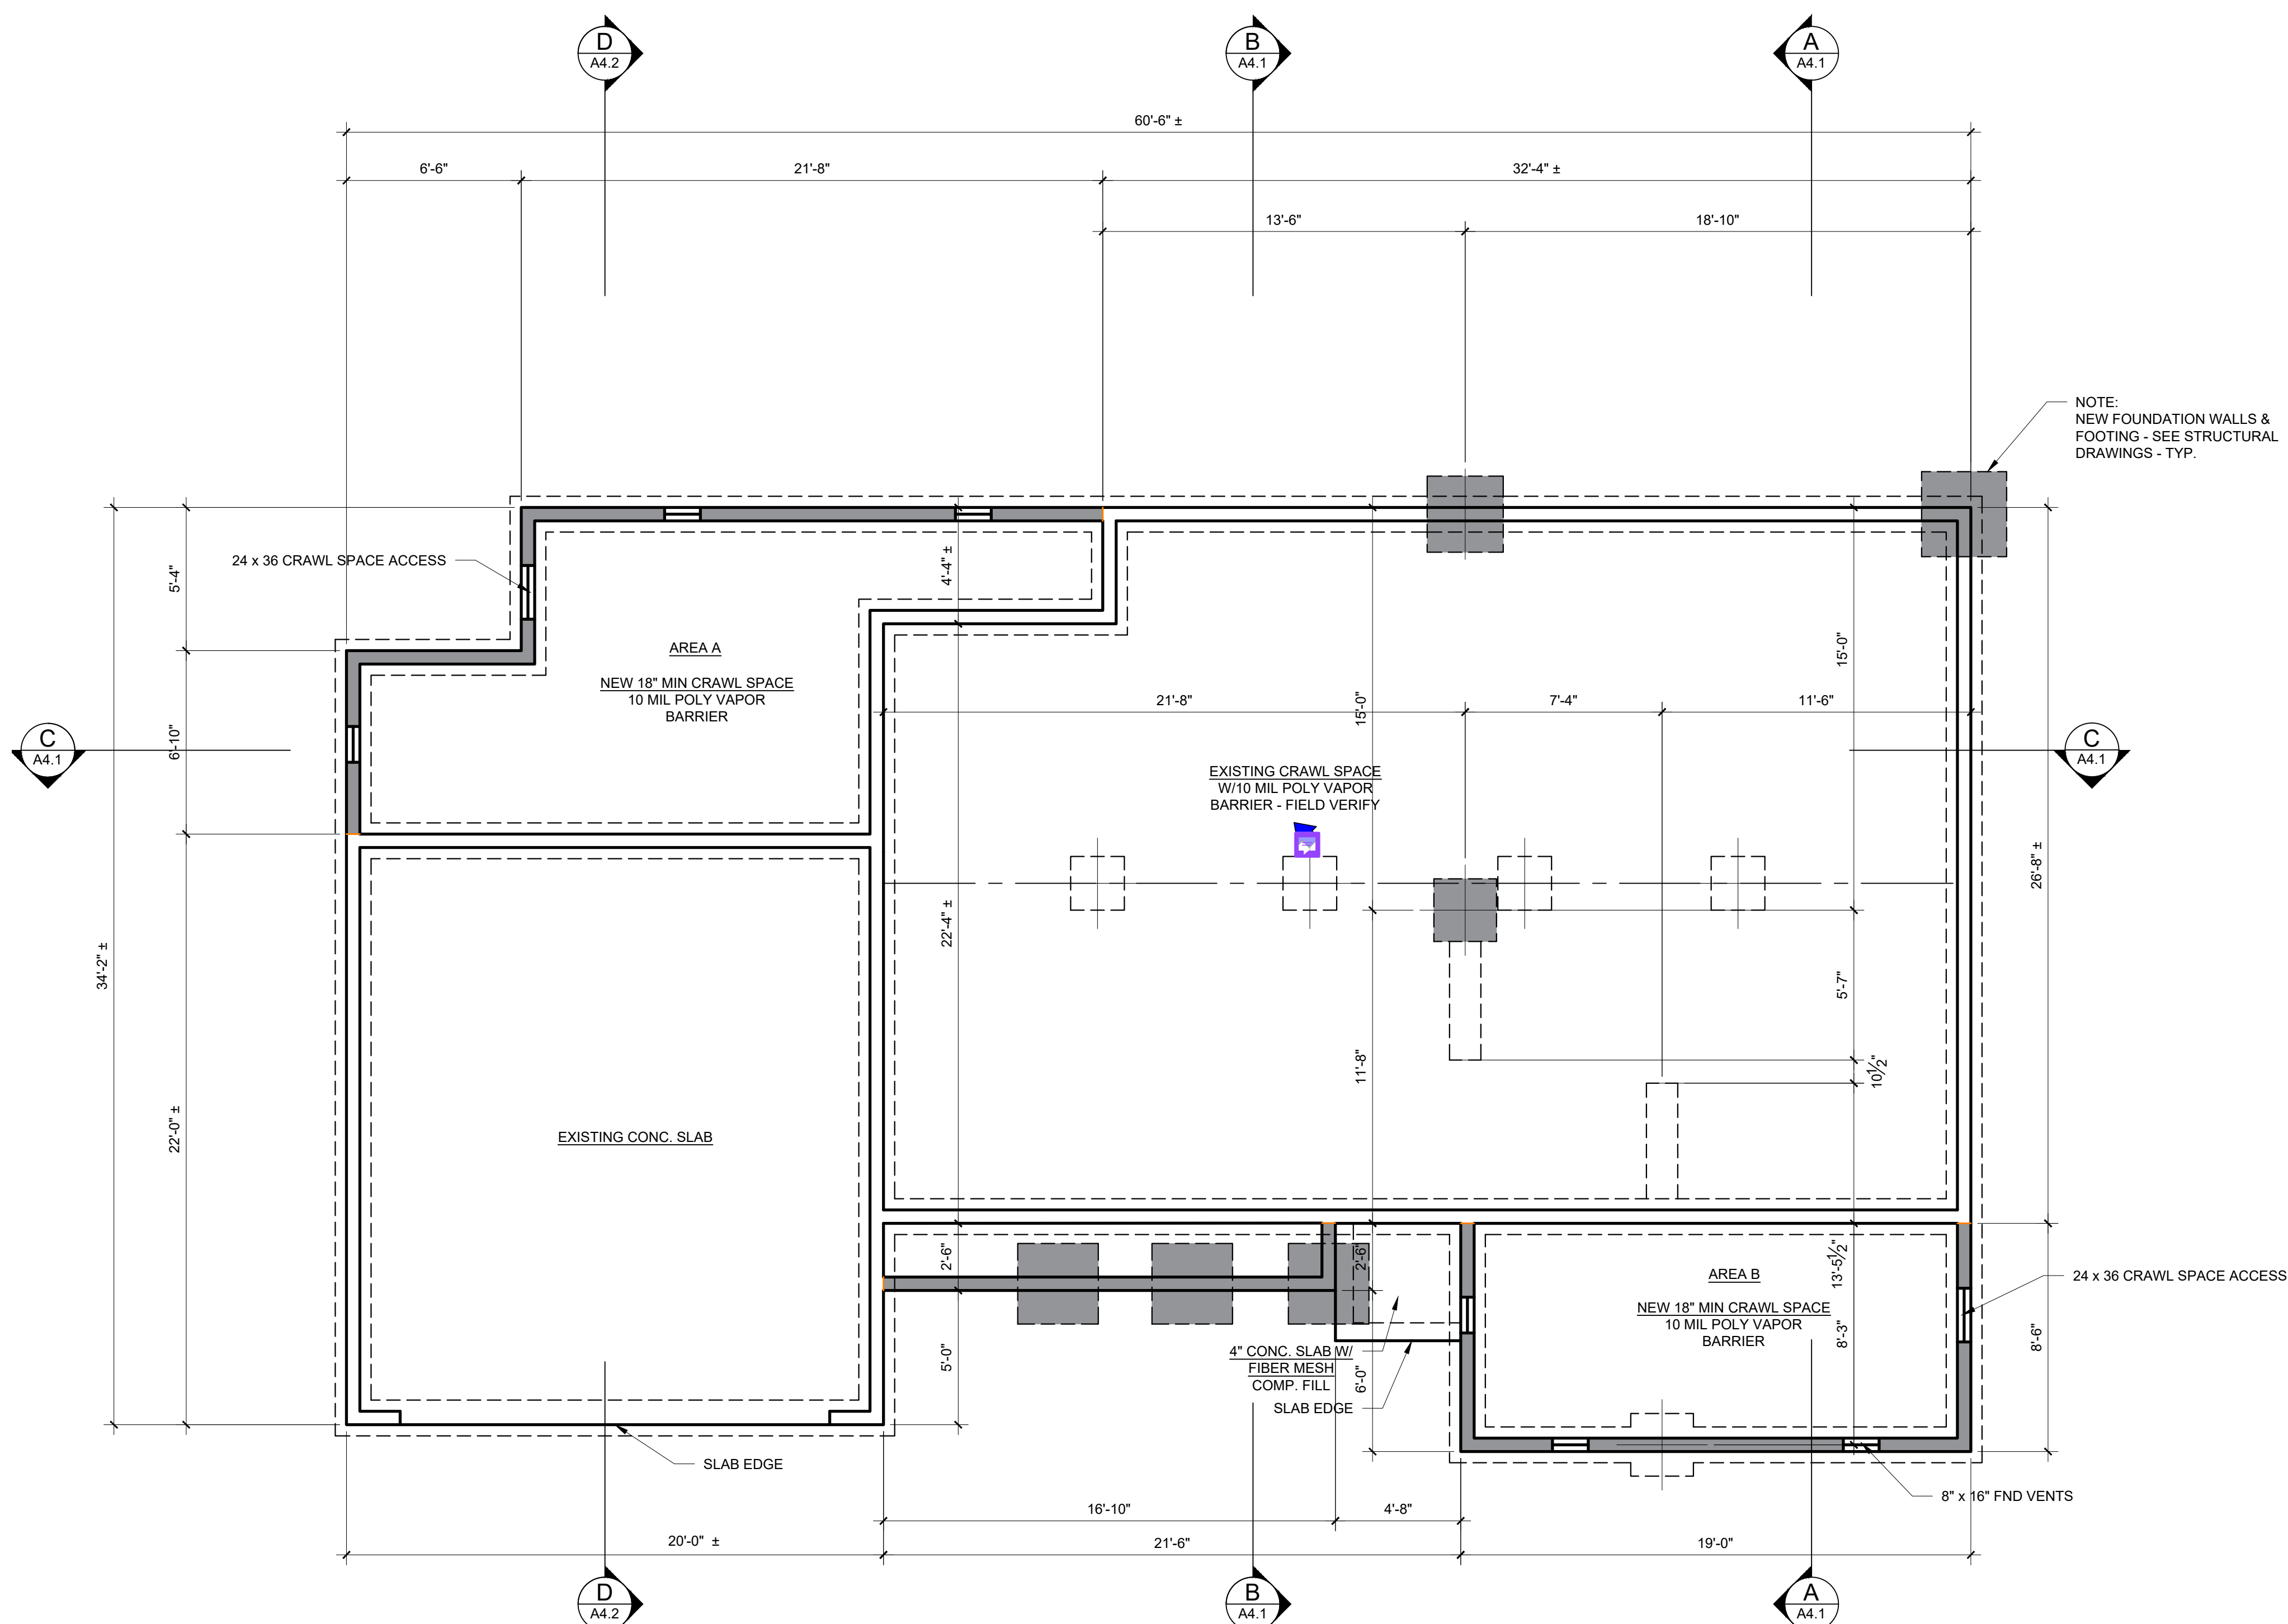 D
A4.2
B
A4.1
A
A4.1
60'-6" ±
6'-6"
21'-8"
32'-4" ±
13'-6"
18'-10"
NOTE:
NEW FOUNDATION WALLS &
FOOTING - SEE STRUCTURAL
DRAWINGS - TYP.
24 x 36 CRAWL SPACE ACCESS
5'-4"
4'-4" ±
AREA A
NEW 18" MIN CRAWL SPACE
10 MIL POLY VAPOR
BARRIER
15'-0"
21'-8"
15'-0"
7'-4"
11'-6"
6'-10"
C
A4.1
C
A4.1
EXISTING CRAWL SPACE
W/10 MIL POLY VAPOR
BARRIER - FIELD VERIFY
26'-8" ±
34'-2" ±
22'-4" ±
5'-7"
11'-8"
10½"
22'-0" ±
EXISTING CONC. SLAB
2'-6"
2'-6"
13'-5½"
AREA B
NEW 18" MIN CRAWL SPACE
10 MIL POLY VAPOR
BARRIER
24 x 36 CRAWL SPACE ACCESS
8'-3"
8'-6"
5'-0"
4" CONC. SLAB W/
FIBER MESH
COMP. FILL
6'-0"
SLAB EDGE
SLAB EDGE
8" x 16" FND VENTS
16'-10"
4'-8"
20'-0" ±
21'-6"
19'-0"
D
A4.2
B
A4.1
A
A4.1